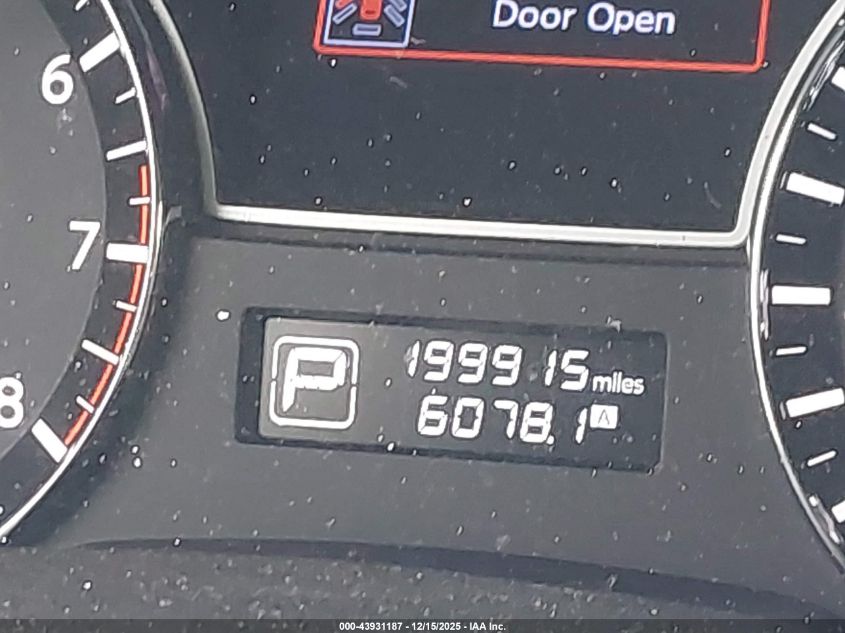 Door Open
6
7
8
P
199915 miles
6078.1 A
000-43931187 - 12/15/2025 - IAA Inc.